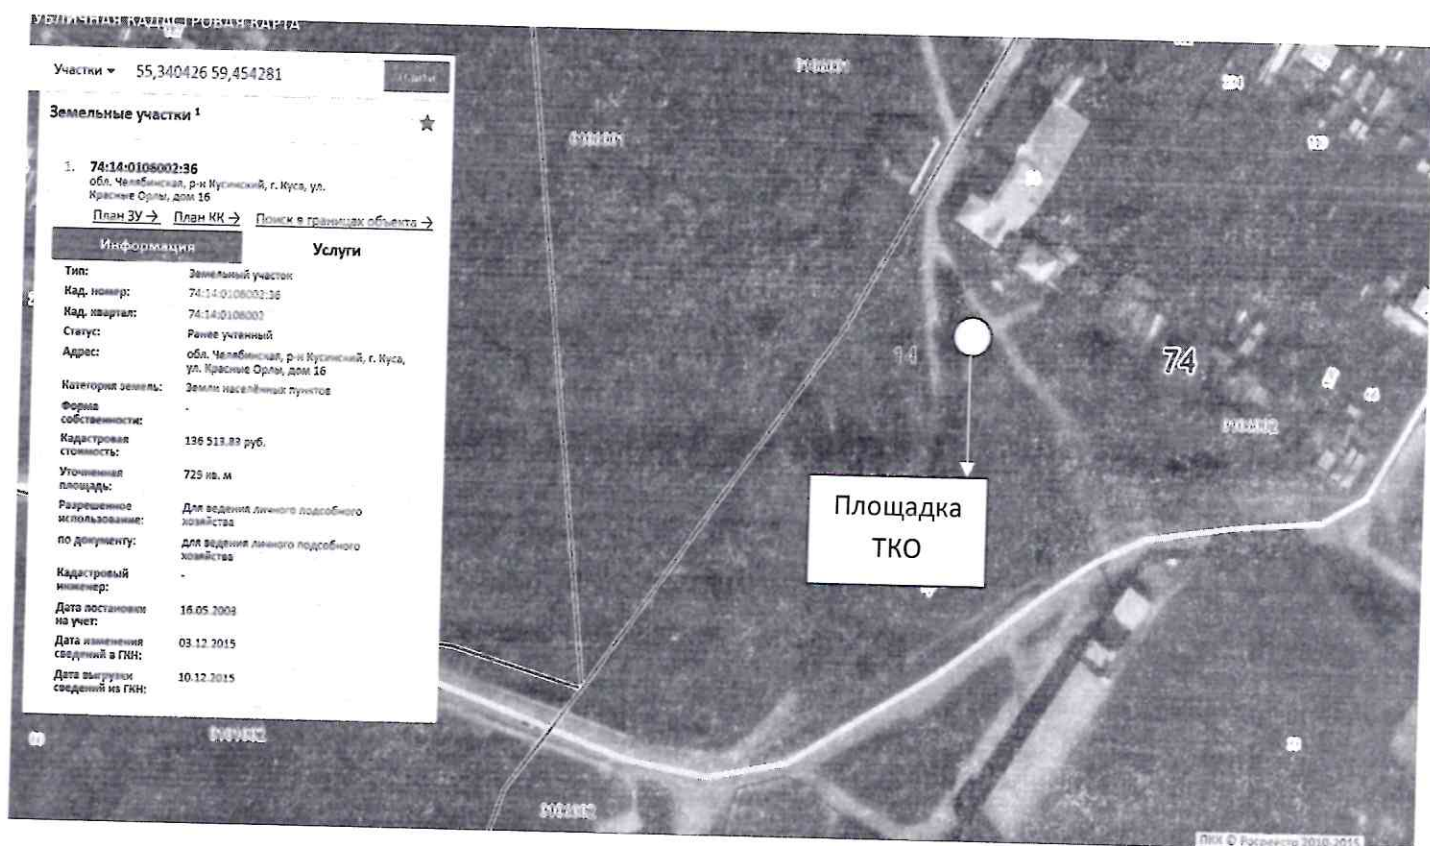 ПУБЛИЧНАЯ КАДАСТРОВАЯ КАРТА
Участки
55,340426 59,454281
Земельные участки 1
1. 74:14:0106002:36
обл. Челябинская, р-н Кусинский, г. Куса, ул.
Красные Орлы, дом 16
План ЗУ → План КК → Поиск в границах объекта →
Информация Услуги
Тип: Земельный участок
Кад. номер: 74:14:0106002:36
Кад. квартал: 74:14:0106002
Статус: Ранее учтенный
Адрес: обл. Челябинская, р-н Кусинский, г. Куса,
ул. Красные Орлы, дом 16
Категория земель: Земли населённых пунктов
Форма
собственности: -
Кадастровая
стоимость: 136 513.83 руб.
Уточненная
площадь: 725 кв. м
Разрешенное
использование: Для ведения личного подсобного
хозяйства
по документу: для ведения личного подсобного
хозяйства
Кадастровый
инженер: -
Дата постановки
на учет: 16.05.2003
Дата изменения
сведений в ГКН: 03.12.2015
Дата выгрузки
сведений из ГКН: 10.12.2015
14
74
Площадка
ТКО
0101002
ПКК © Росреестр 2010-2015